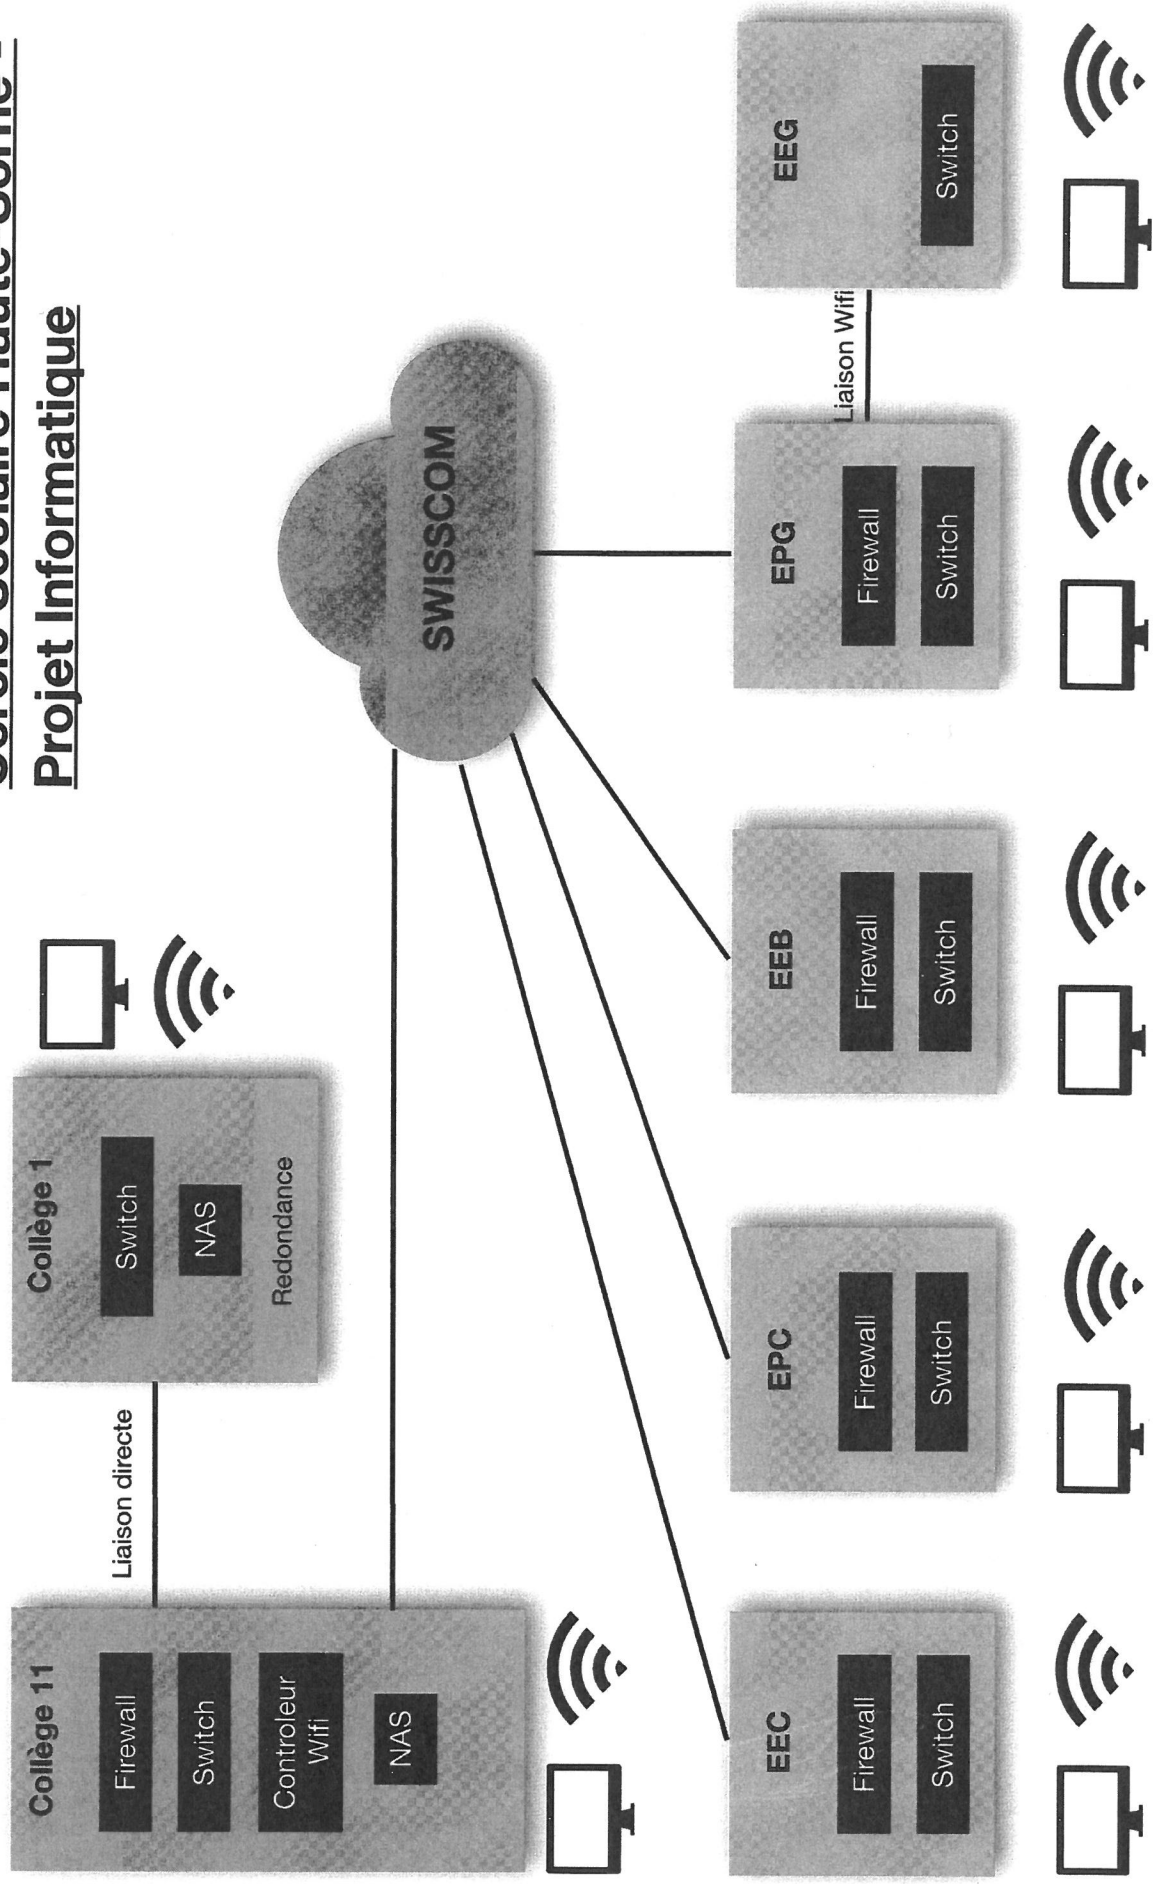 Projet Informatique
Collège 11
Firewall
Switch
Controleur
Wifi
NAS
Liaison directe
Collège 1
Switch
NAS
Redondance
SWISSCOM
EEC
Firewall
Switch
EPC
Firewall
Switch
EEB
Firewall
Switch
EPG
Firewall
Switch
Liaison Wifi
EEG
Switch